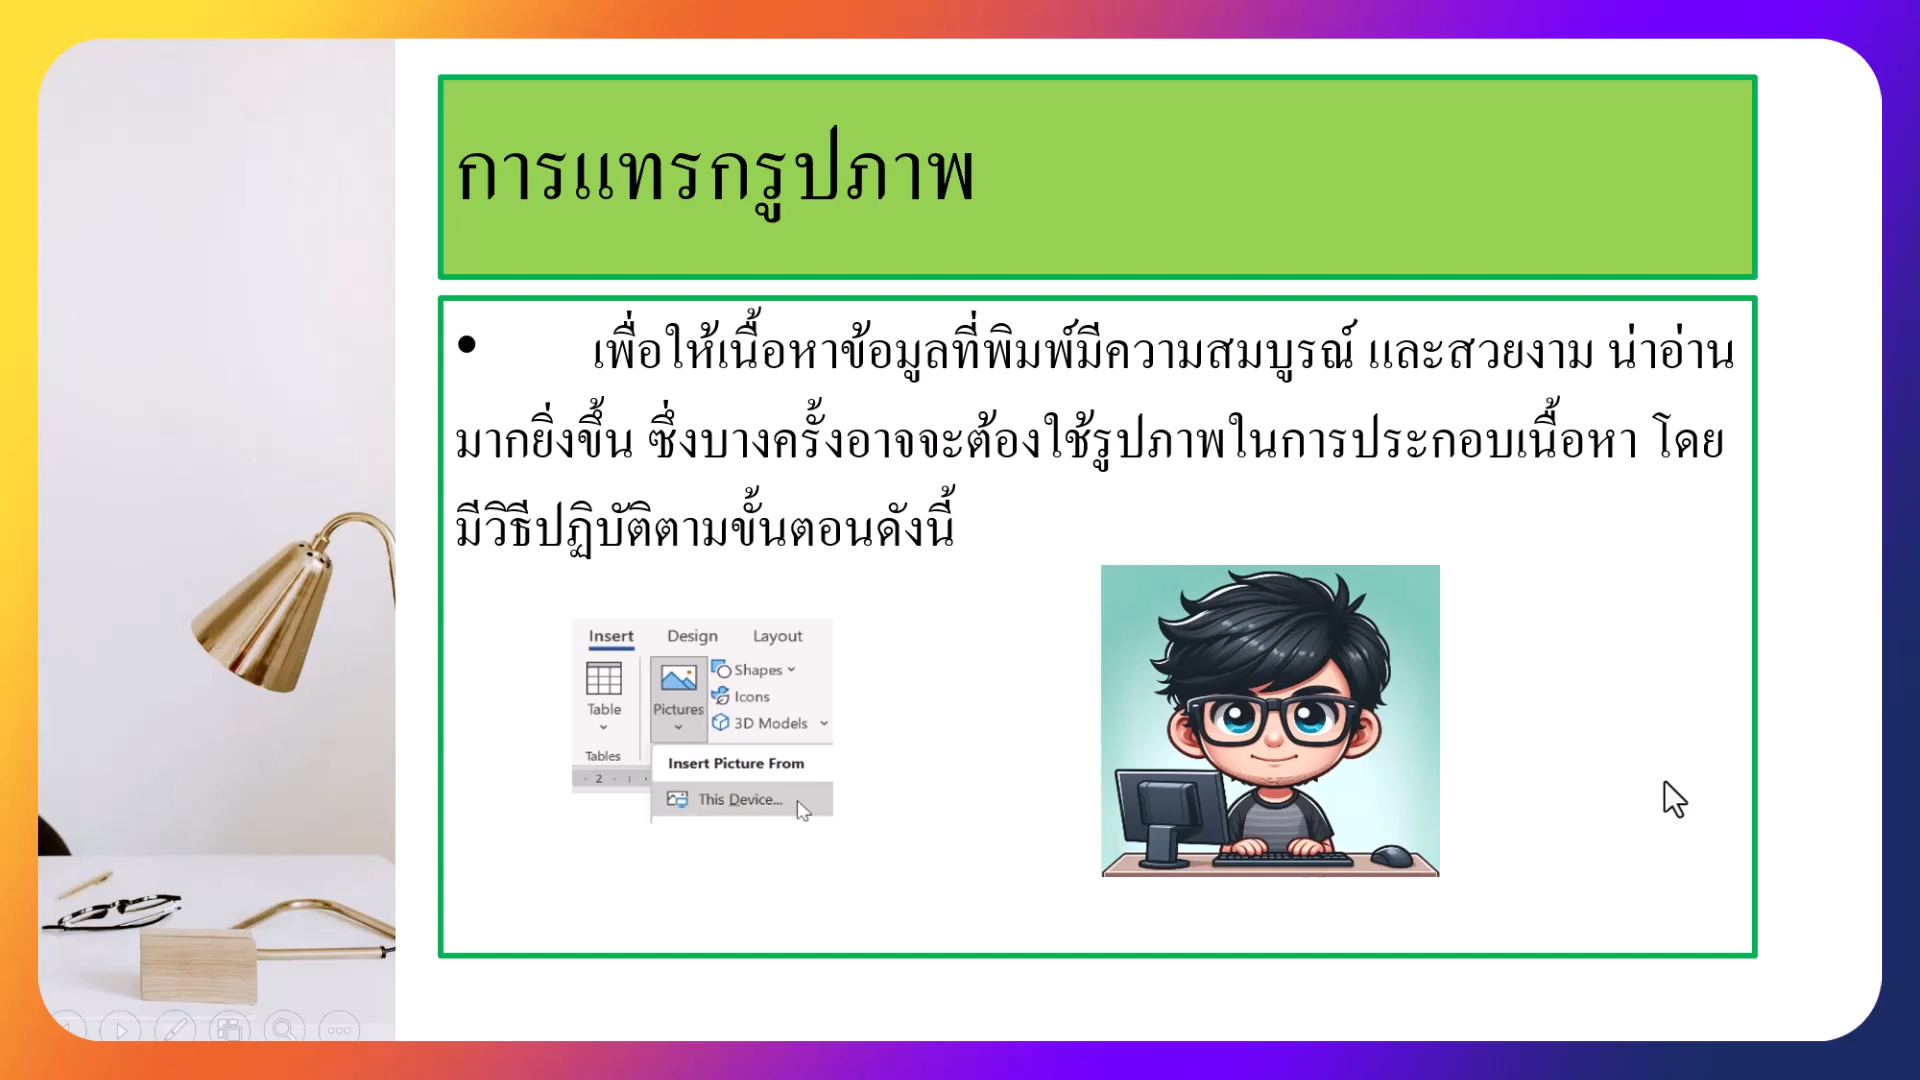 การแทรกรูปภาพ
• เพื่อให้เนื้อหาข้อมูลที่พิมพ์มีความสมบูรณ์ และสวยงาม น่าอ่าน
มากยิ่งขึ้น ซึ่งบางครั้งอาจจะต้องใช้รูปภาพในการประกอบเนื้อหา โดย
มีวิธีปฏิบัติตามขั้นตอนดังนี้
Insert Design Layout
Shapes
Icons
Table Pictures 3D Models
Tables
Insert Picture From
2
This Device...